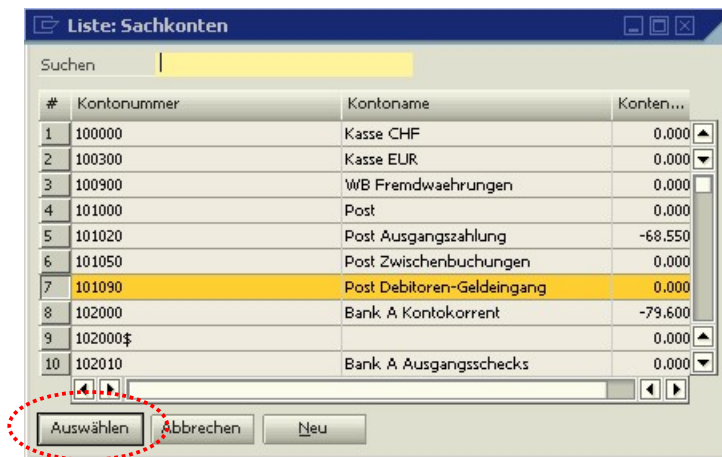 Liste: Sachkonten
Suchen
# Kontonummer Kontoname Konten...
1 100000 Kasse CHF 0.000
2 100300 Kasse EUR 0.000
3 100900 WB Fremdwaehrungen 0.000
4 101000 Post 0.000
5 101020 Post Ausgangszahlung -68.550
6 101050 Post Zwischenbuchungen 0.000
7 101090 Post Debitoren-Geldeingang 0.000
8 102000 Bank A Kontokorrent -79.600
9 102000$ 0.000
10 102010 Bank A Ausgangsschecks 0.000
Auswählen Abbrechen Neu